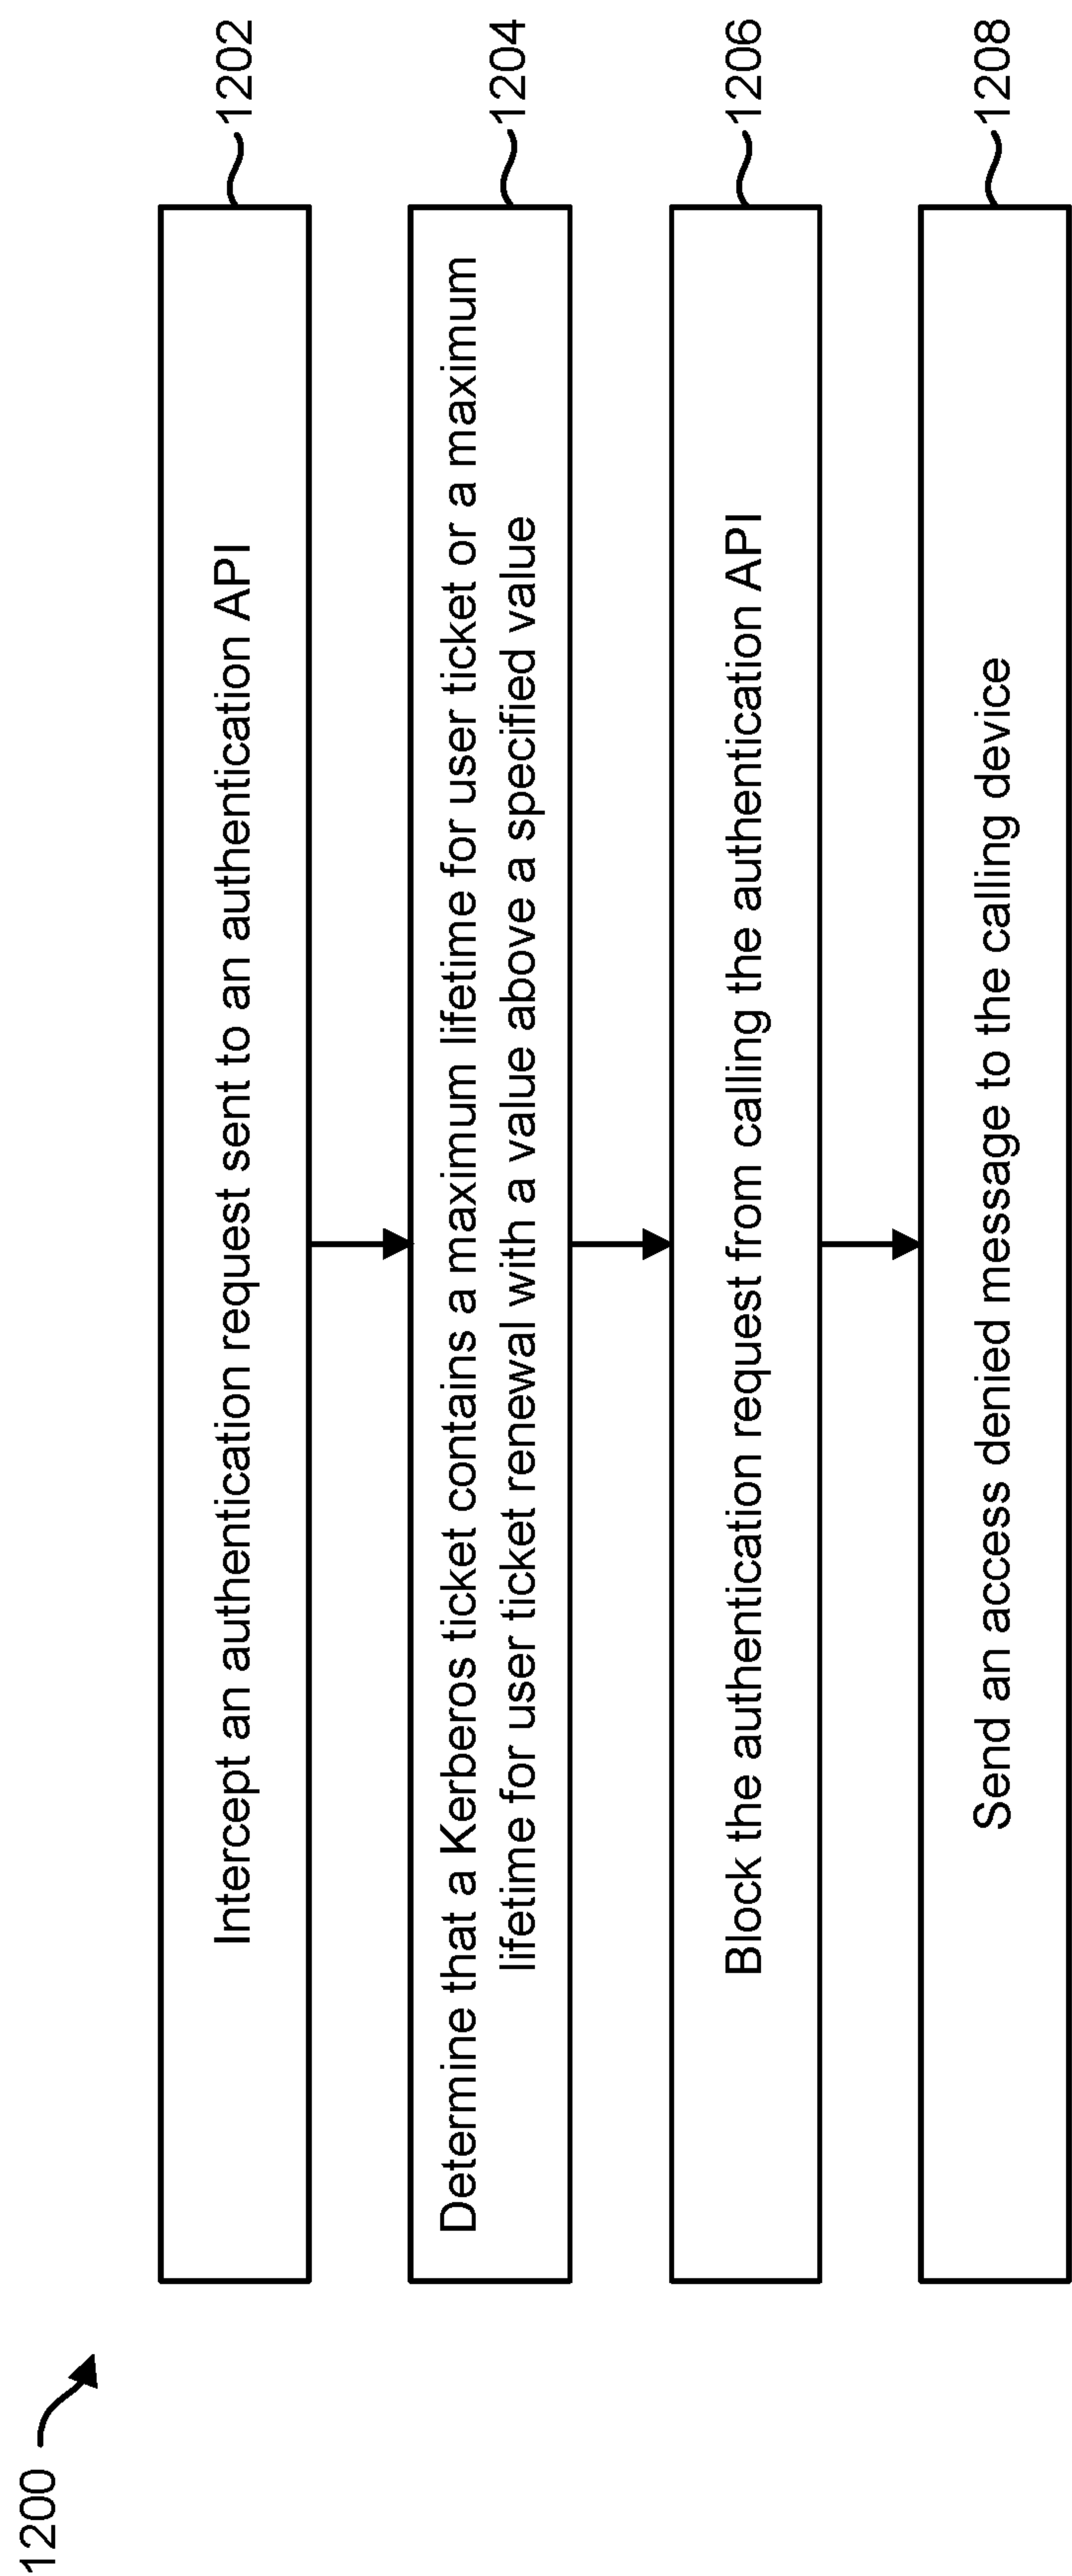 1200
Intercept an authentication request sent to an authentication API
1202
Determine that a Kerberos ticket contains a maximum lifetime for user ticket or a maximum
lifetime for user ticket renewal with a value above a specified value
1204
Block the authentication request from calling the authentication API
1206
Send an access denied message to the calling device
1208